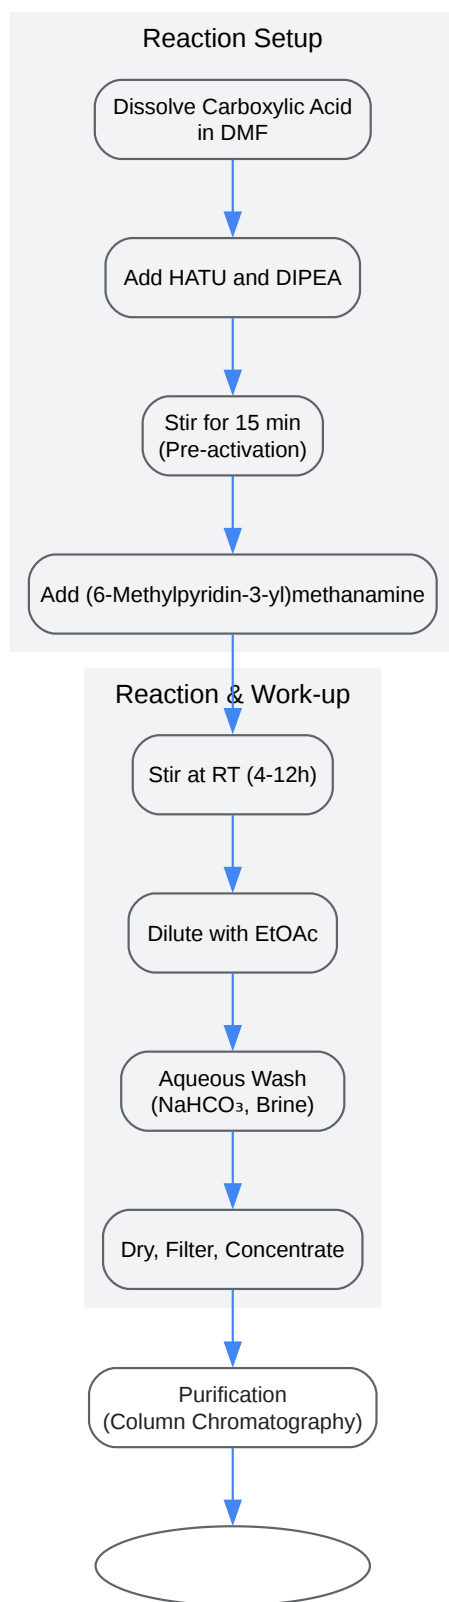 Reaction Setup
Dissolve Carboxylic Acid
in DMF
Add HATU and DIPEA
Stir for 15 min
(Pre-activation)
Add (6-Methylpyridin-3-yl)methanamine
Reaction & Work-up
Stir at RT (4-12h)
Dilute with EtOAc
Aqueous Wash
(NaHCO₃, Brine)
Dry, Filter, Concentrate
Purification
(Column Chromatography)